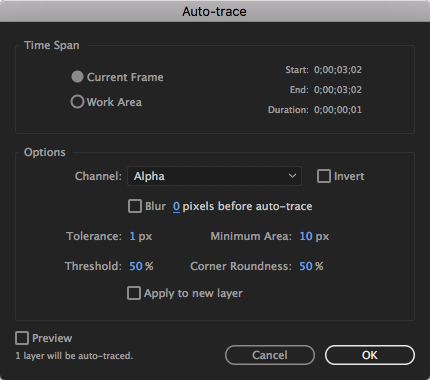 Auto-trace
Time Span
Current Frame
Work Area
Start: 0;00;03;02
End: 0;00;03;02
Duration: 0;00;00;01
Options
Channel: Alpha Invert
Blur 0 pixels before auto-trace
Tolerance: 1 px Minimum Area: 10 px
Threshold: 50 % Corner Roundness: 50 %
Apply to new layer
Preview
1 layer will be auto-traced.
Cancel OK